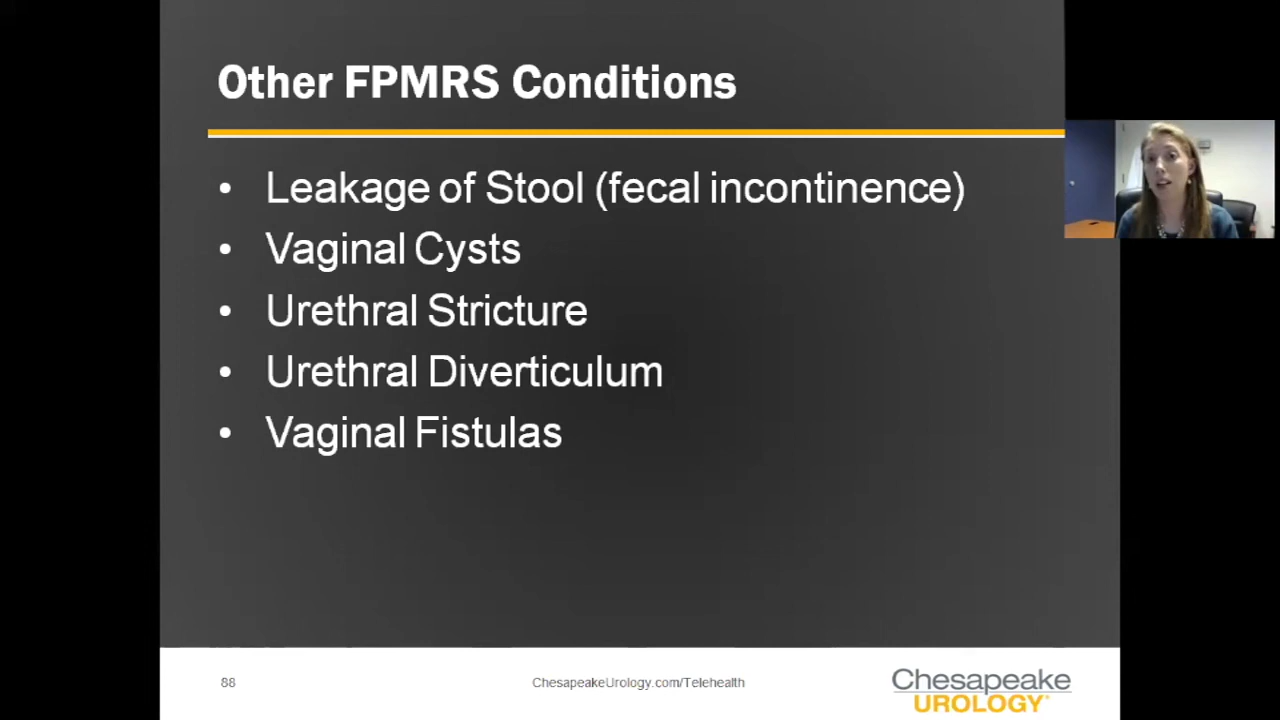 Other FPMRS Conditions
• Leakage of Stool (fecal incontinence)
• Vaginal Cysts
• Urethral Stricture
• Urethral Diverticulum
• Vaginal Fistulas
88
ChesapeakeUrology.com/Telehealth
Chesapeake
UROLOGY